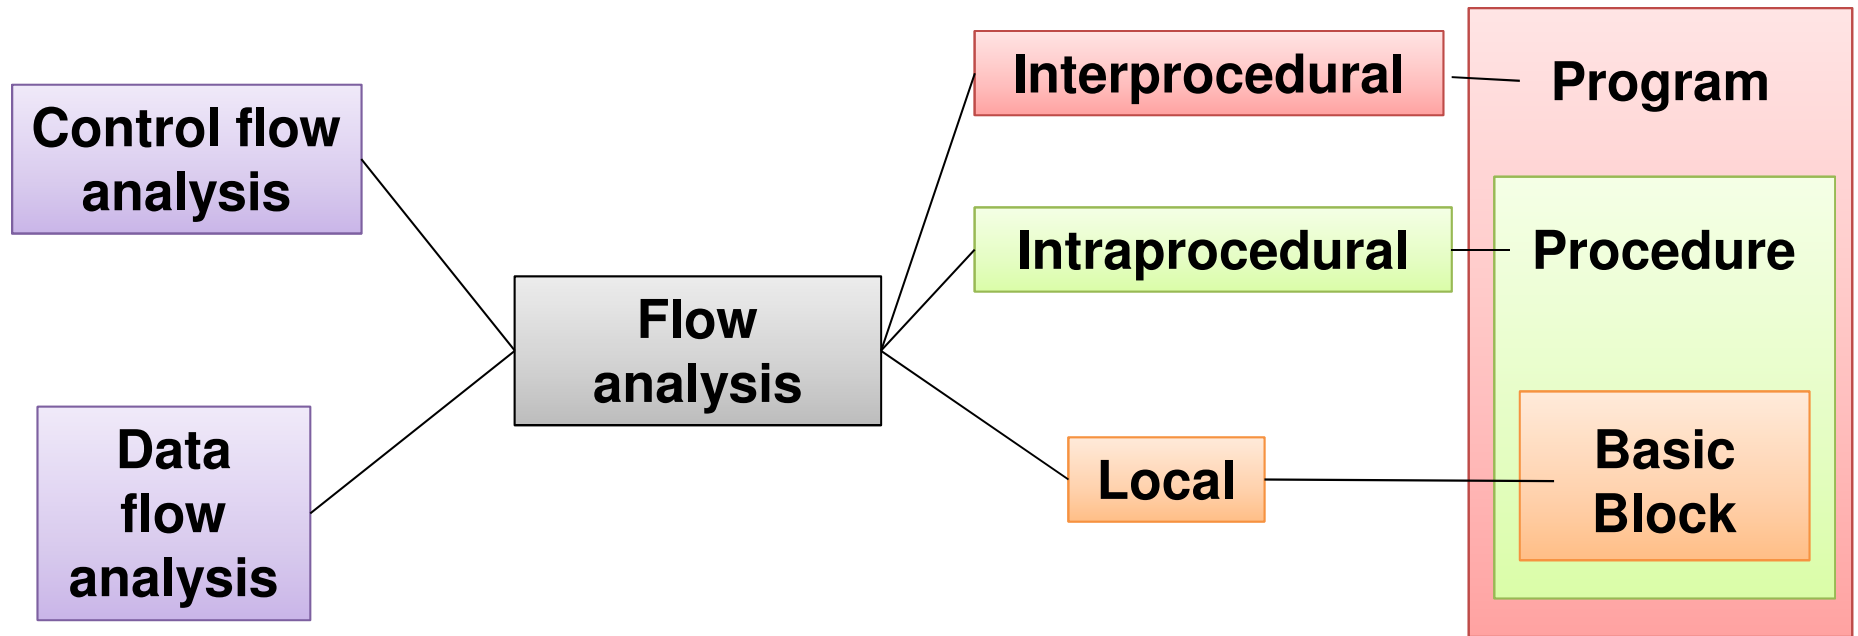 Control flow
analysis
Data
flow
analysis
Flow
analysis
Interprocedural
Intraprocedural
Local
Program
Procedure
Basic
Block